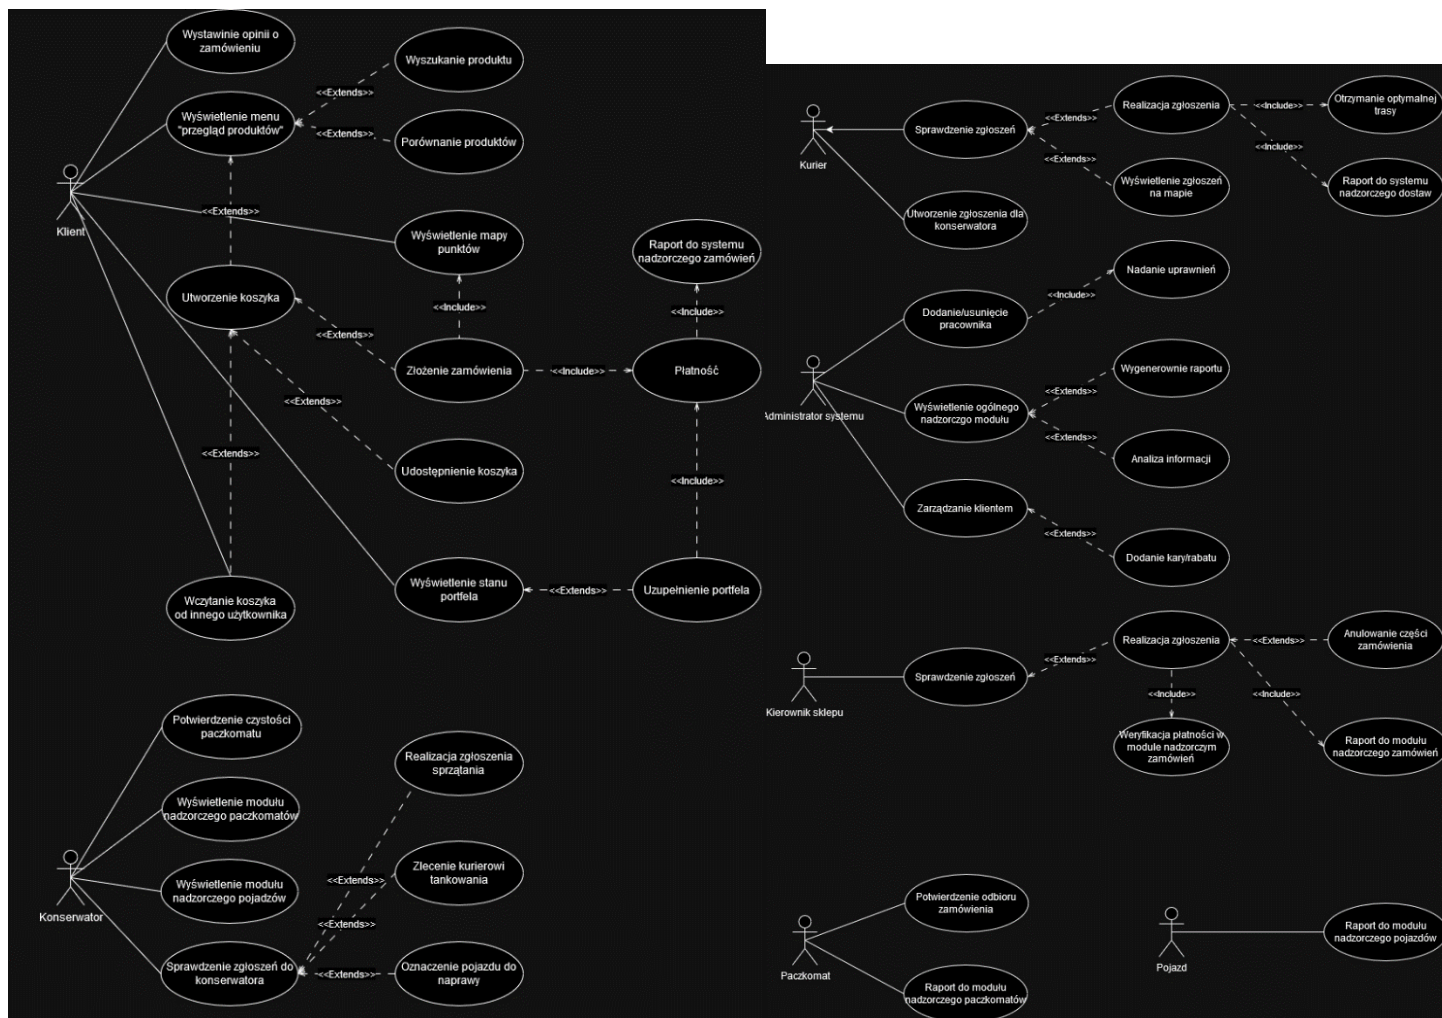 Wystawinie opinii o
zamówieniu
Wyszukanie produktu
<<Extends>>
Wyświetlenie menu
"przegląd produktów"
<<Extends>>
Porównanie produktów
Klient
<<Extends>>
Wyświetlenie mapy
punktów
Raport do systemu
nadzorczego zamówień
Utworzenie koszyka
<<Include>>
<<Include>>
<<Extends>>
Złożenie zamówienia
<<Include>>
Płatność
<<Extends>>
<<Extends>>
Udostępnienie koszyka
<<Include>>
Wyświetlenie stanu
portfela
<<Extends>>
Uzupełnienie portfela
Wczytanie koszyka
od innego użytkownika
Potwierdzenie czystości
paczkomatu
Realizacja zgłoszenia
sprzątania
Wyświetlenie modułu
nadzorczego paczkomatów
Zlecenie kurierowi
tankowania
<<Extends>>
Wyświetlenie modułu
nadzorczego pojadzów
Konserwator
<<Extends>>
Sprawdzenie zgłoszeń do
konserwatora
<<Extends>>
Oznaczenie pojazdu do
naprawy
Kurier
Sprawdzenie zgłoszeń
<<Extends>>
Realizacja zgłoszenia
<<Include>>
Otrzymanie optymalnej
trasy
<<Include>>
<<Extends>>
Wyświetlenie zgłoszeń
na mapie
Raport do systemu
nadzorczego dostaw
Utworzenie zgłoszenia dla
konserwatora
Nadanie uprawnień
<<Include>>
Dodanie/usunięcie
pracownika
Administrator systemu
Wygenerownie raportu
<<Extends>>
Wyświetlenie ogólnego
nadzorczgo modułu
<<Extends>>
Analiza informacji
Zarządzanie klientem
<<Extends>>
Dodanie kary/rabatu
Kierownik sklepu
Sprawdzenie zgłoszeń
<<Extends>>
Realizacja zgłoszenia
<<Extends>>
Anulowanie części
zamówienia
<<Include>>
<<Include>>
Weryfikacja płatności w
module nadzorczym
zamówień
Raport do modułu
nadzorczego zamówień
Potwierdzenie odbioru
zamówienia
Paczkomat
Raport do modułu
nadzorczego paczkomatów
Pojazd
Raport do modułu
nadzorczego pojazdów